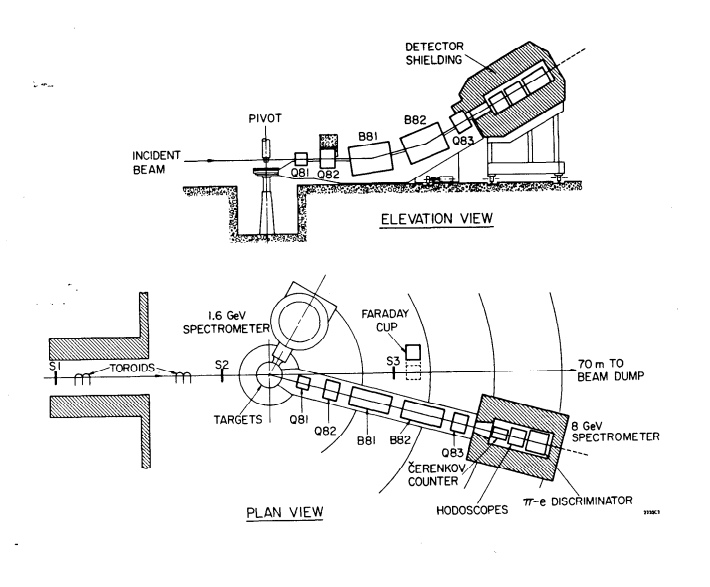 DETECTOR
SHIELDING
PIVOT
B82
B81
INCIDENT
BEAM
Q81
Q82
Q83
ELEVATION VIEW
1.6 GeV
SPECTROMETER
FARADAY
CUP
S1
TOROIDS
S2
S3
70 m TO
BEAM DUMP
TARGETS
Q81
Q82
B81
B82
Q83
8 GeV
SPECTROMETER
ČERENKOV
COUNTER
π-e DISCRIMINATOR
HODOSCOPES
PLAN VIEW